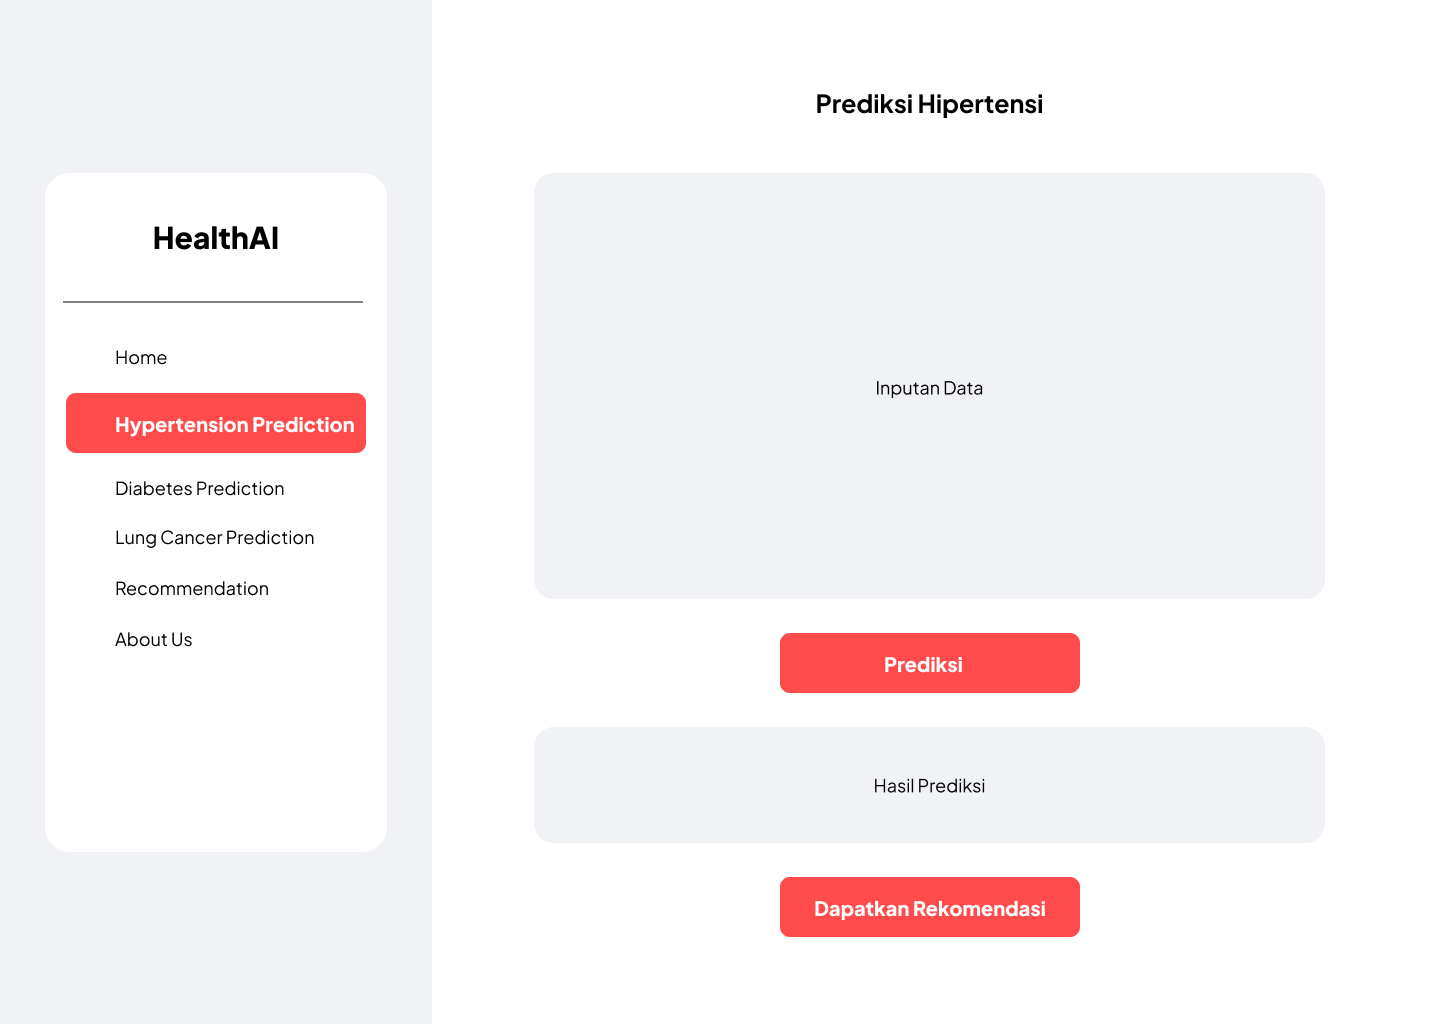 HealthAI
Home
Hypertension Prediction
Diabetes Prediction
Lung Cancer Prediction
Recommendation
About Us
Prediksi Hipertensi
Inputan Data
Prediksi
Hasil Prediksi
Dapatkan Rekomendasi